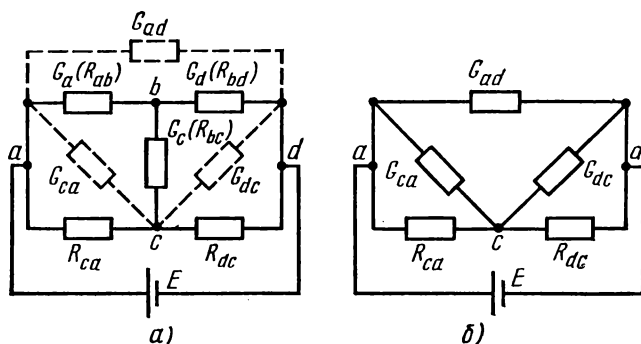 G_ad
G_a(R_ab) b G_d(R_bd)
G_c(R_bc)
a d
G_ca G_dc
c
R_ca R_dc
E
а)
G_ad
a d
G_ca G_dc
c
R_ca R_dc
E
б)